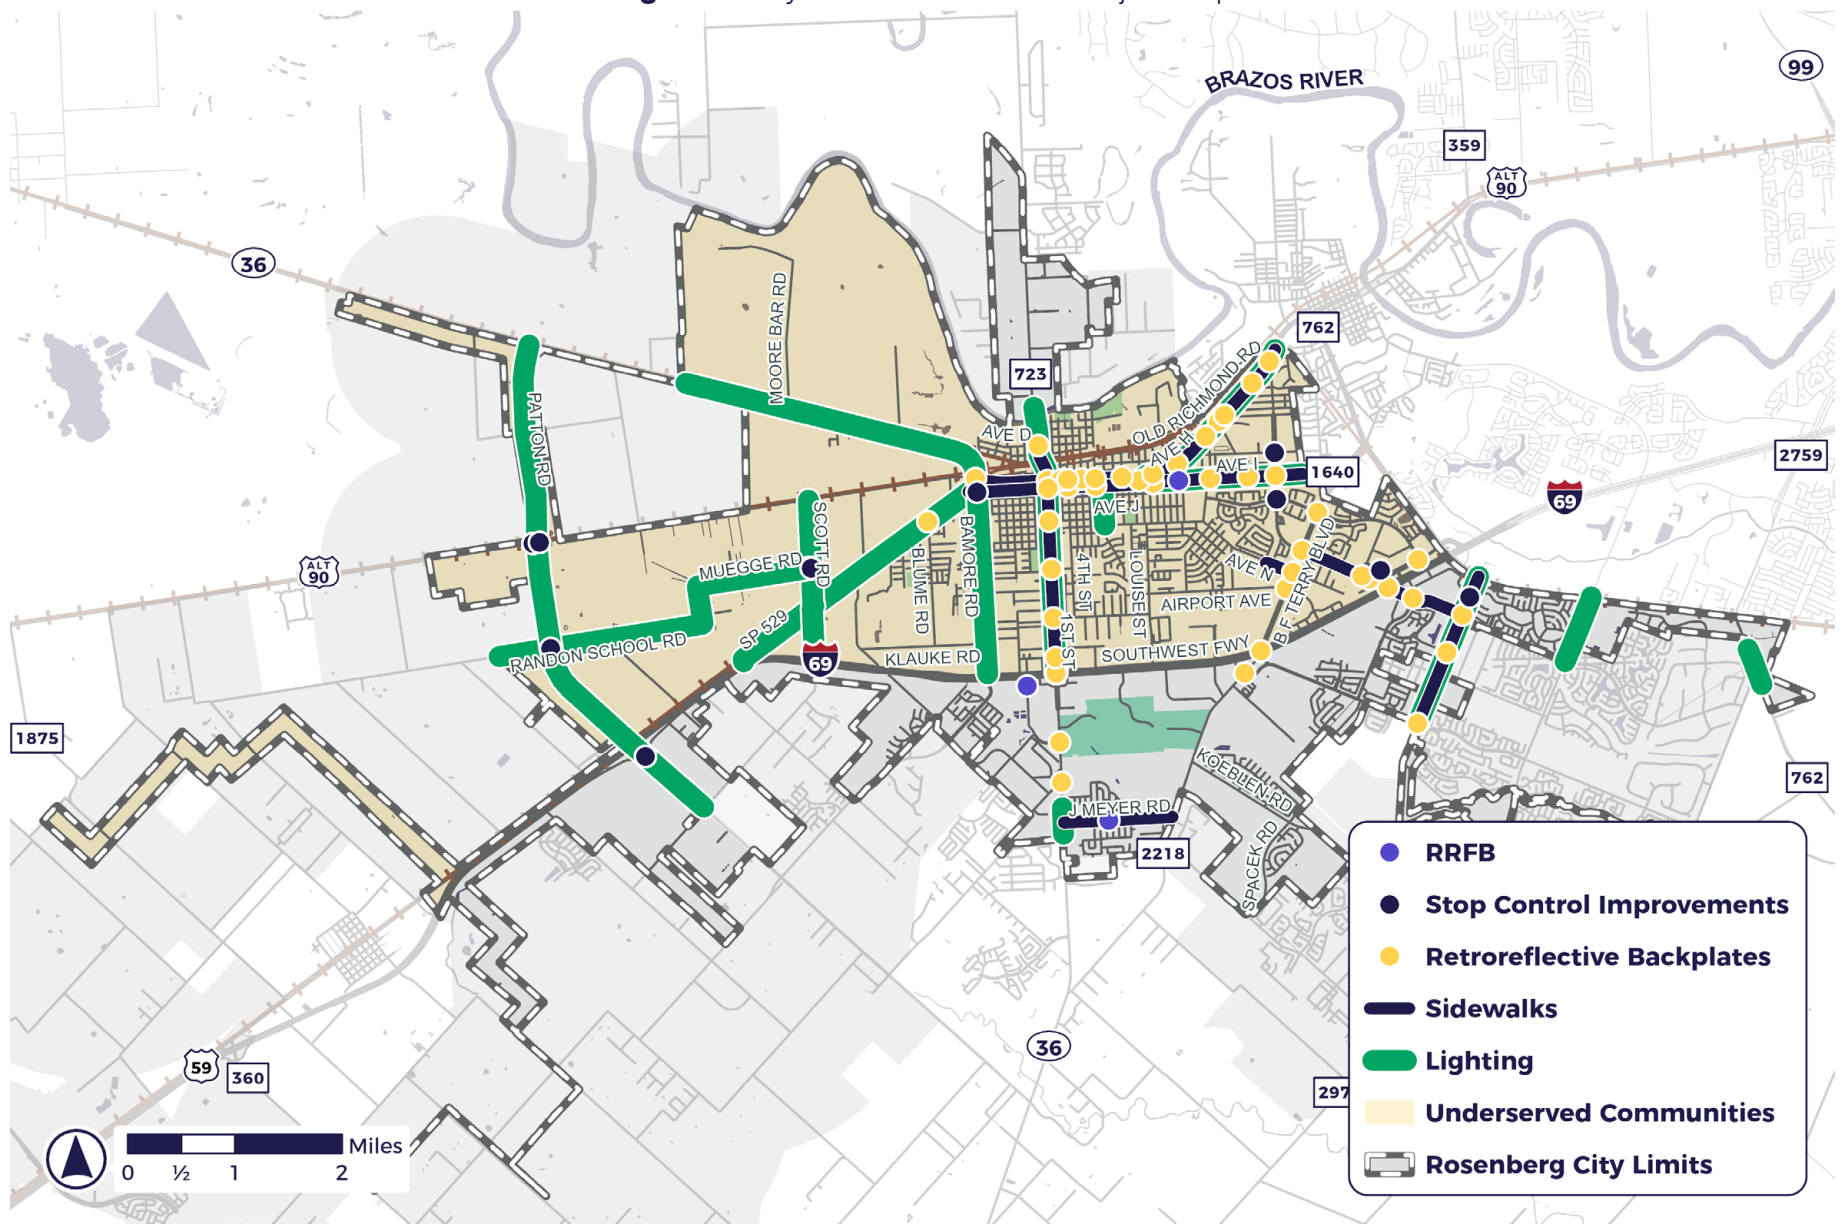 BRAZOS RIVER
99
359
ALT
90
36
762
723
MOORE BAR RD
PATTON RD
AVE D
OLD RICHMOND RD
AVE H
AVE I
1640
2759
69
AVE J
SCOTT RD
MUEGGE RD
BLUME RD
BAMORE RD
4TH ST
LOUISE ST
AVE N
B F TERRY BLVD
AIRPORT AVE
1ST ST
SOUTHWEST FWY
KLAUKE RD
SP 529
RANDON SCHOOL RD
69
ALT
90
1875
762
KOEBLEN RD
J MEYER RD
2218
SPACEK RD
36
297
59
360
RRFB
Stop Control Improvements
Retroreflective Backplates
Sidewalks
Lighting
Underserved Communities
Rosenberg City Limits
Miles
0 ½ 1 2